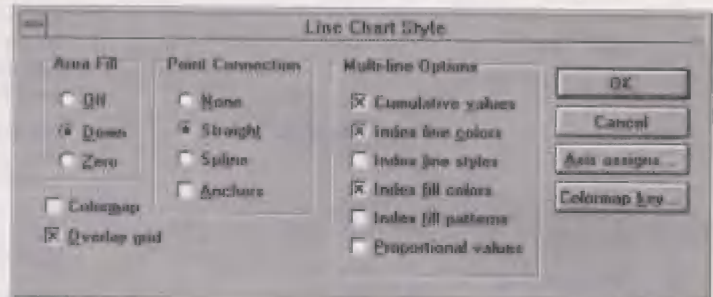 Line Chart Style
Area Fill
Off
Down
Zero
Colormap
Overlay grid
Point Connection
None
Straight
Spline
Anchors
Multi-line Options
Cumulative values
Index line colors
Index line styles
Index fill colors
Index fill patterns
Proportional values
OK
Cancel
Axis assigns...
Colormap key...